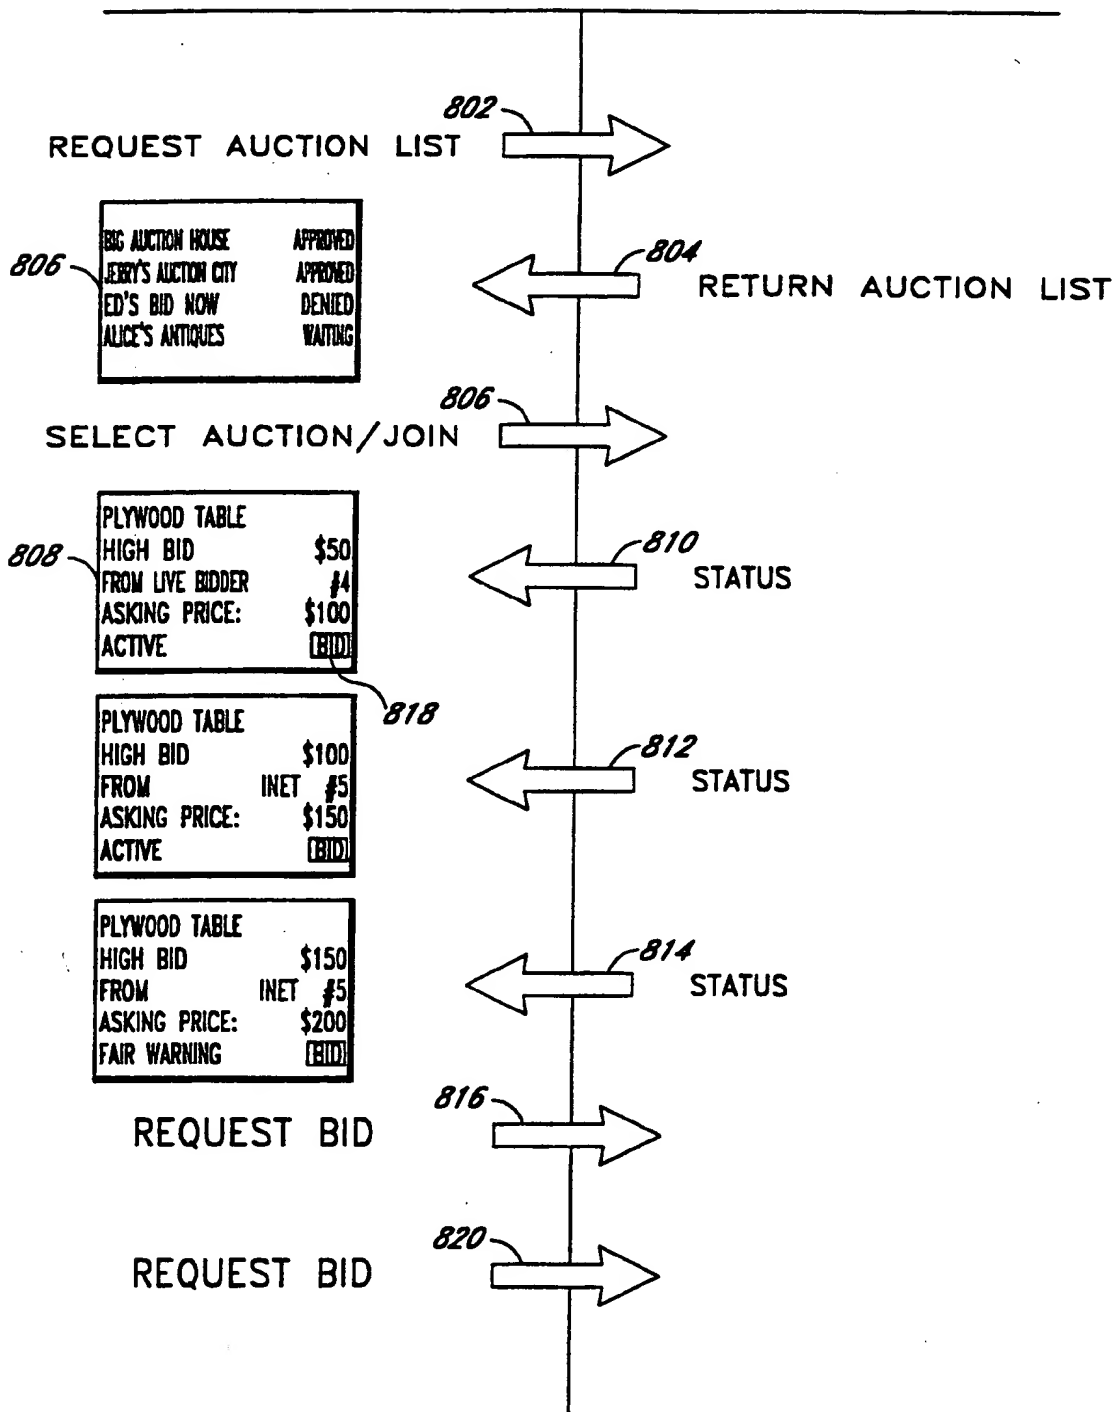 802
REQUEST AUCTION LIST
BIG AUCTION HOUSE APPROVED
JERRY'S AUCTION CITY APPROVED
ED'S BID NOW DENIED
ALICE'S ANTIQUES WAITING
806
804
RETURN AUCTION LIST
806
SELECT AUCTION/JOIN
PLYWOOD TABLE
HIGH BID $50
FROM LIVE BIDDER #4
ASKING PRICE: $100
ACTIVE [BID]
808
818
810
STATUS
PLYWOOD TABLE
HIGH BID $100
FROM INET #5
ASKING PRICE: $150
ACTIVE [BID]
812
STATUS
PLYWOOD TABLE
HIGH BID $150
FROM INET #5
ASKING PRICE: $200
FAIR WARNING [BID]
814
STATUS
816
REQUEST BID
820
REQUEST BID